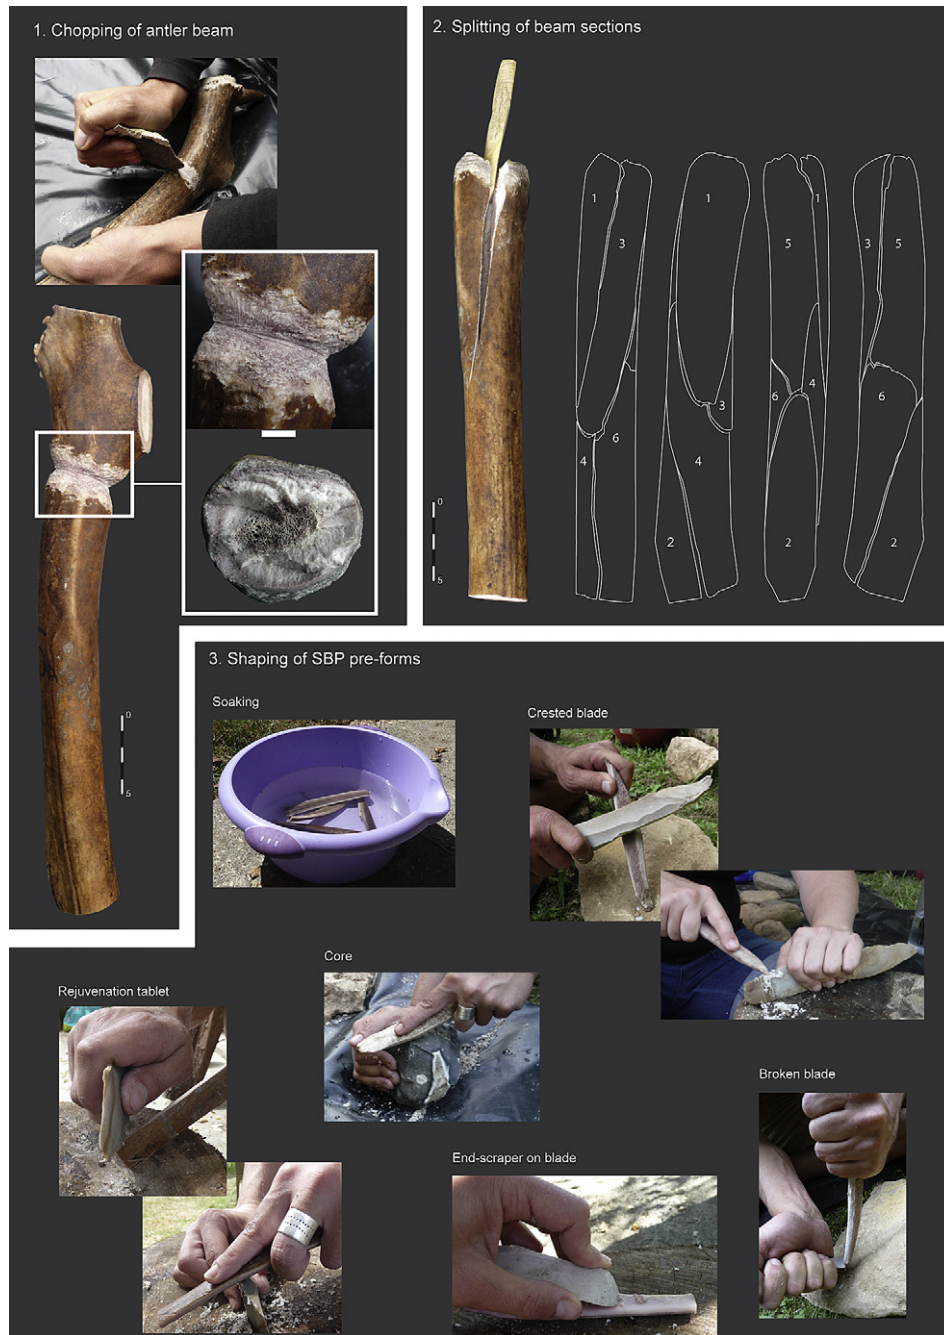 1. Chopping of antler beam
0
5
2. Splitting of beam sections
0
5
1
3
4
6
1
3
4
2
1
5
4
6
2
3
5
6
2
3. Shaping of SBP pre-forms
Soaking
Crested blade
Core
Rejuvenation tablet
Broken blade
End-scraper on blade